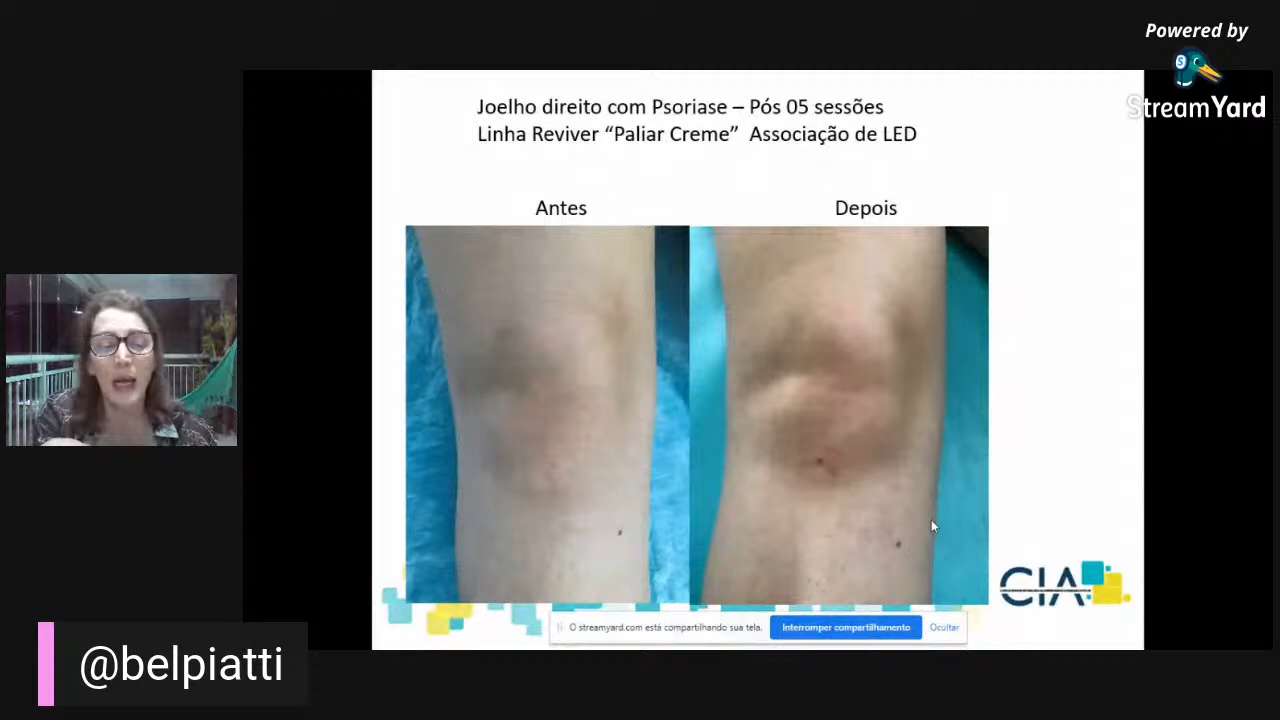 Powered by
StreamYard
Joelho direito com Psoriase – Pós 05 sessões
Linha Reviver “Paliar Creme” Associação de LED
Antes
Depois
CIA
O streamyard.com está compartilhando sua tela.
Interromper compartilhamento
Ocultar
@belpiatti